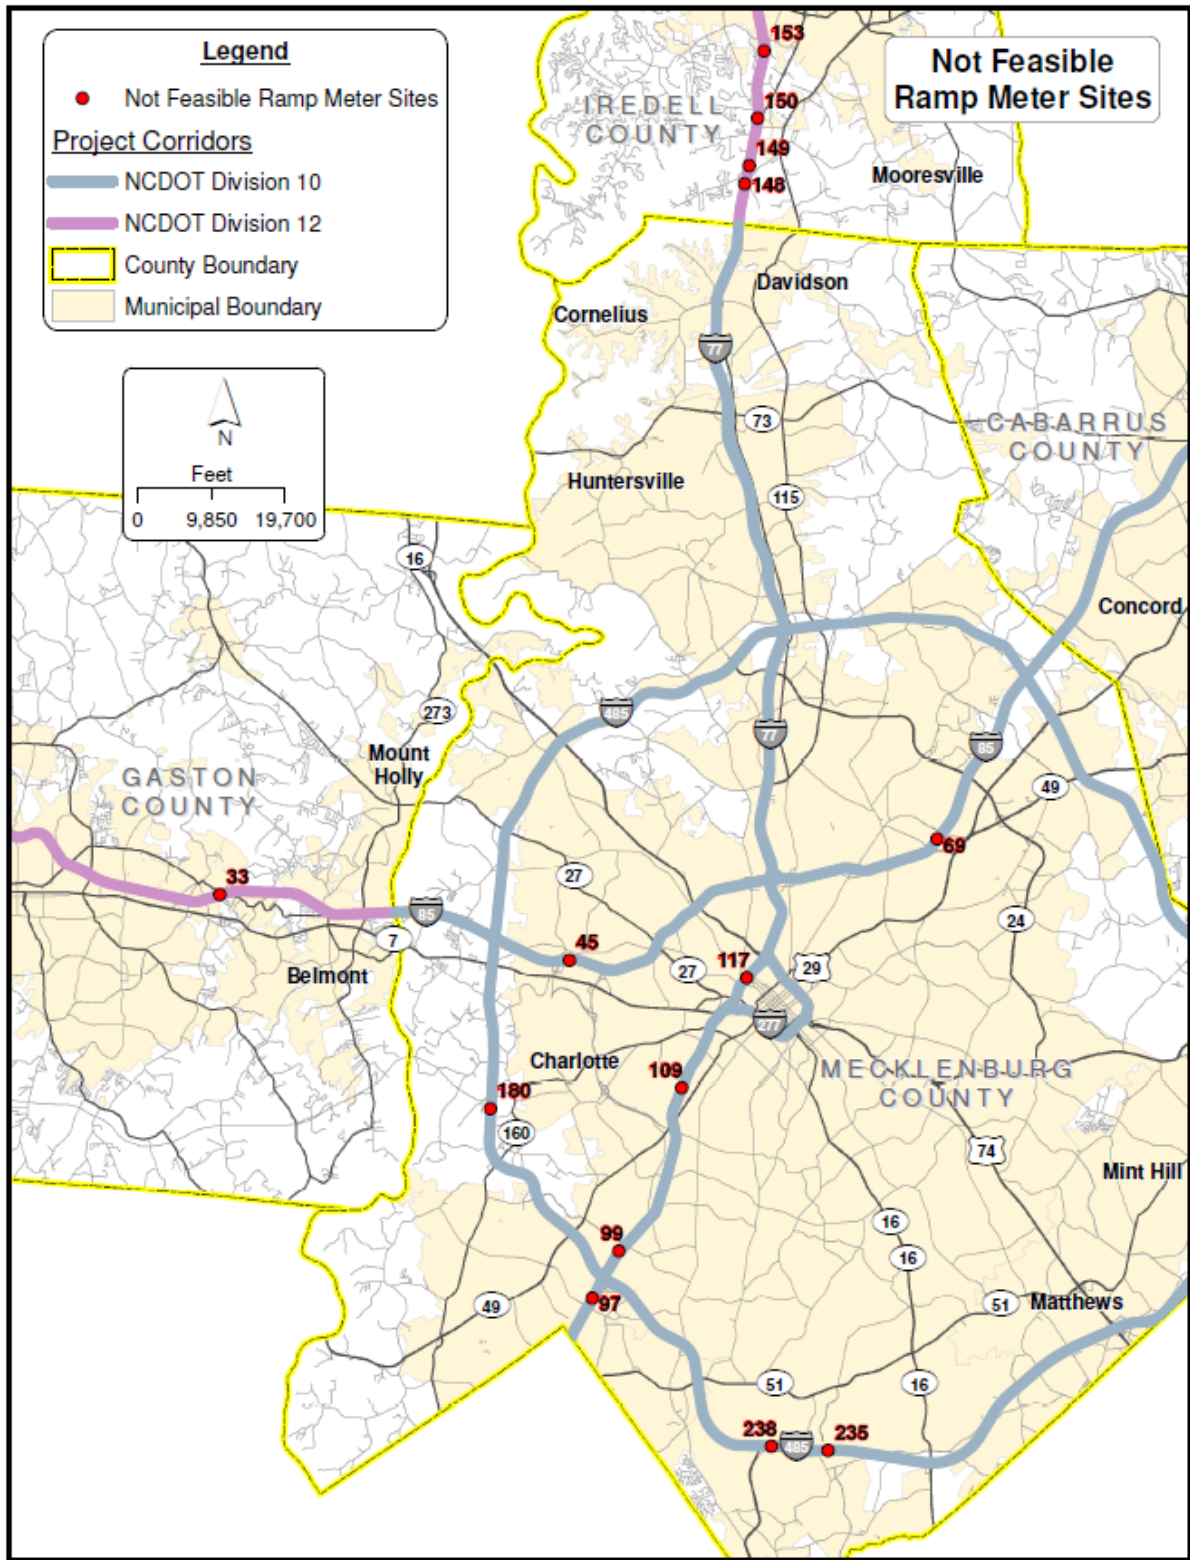 Legend
Not Feasible Ramp Meter Sites
Project Corridors
NCDOT Division 10
NCDOT Division 12
County Boundary
Municipal Boundary
Not Feasible
Ramp Meter Sites
153
150
149
148
IREDELL
COUNTY
Mooresville
Davidson
Cornelius
77
N
Feet
0 9,850 19,700
73
CABARRUS
COUNTY
Huntersville
115
16
Concord
273
485
77
85
Mount
Holly
GASTON
COUNTY
49
69
33
27
85
7
24
45
117
27
29
Belmont
277
Charlotte
109
MECKLENBURG
COUNTY
180
160
74
Mint Hill
99
16
16
97
49
51
Matthews
51
16
238
485
235